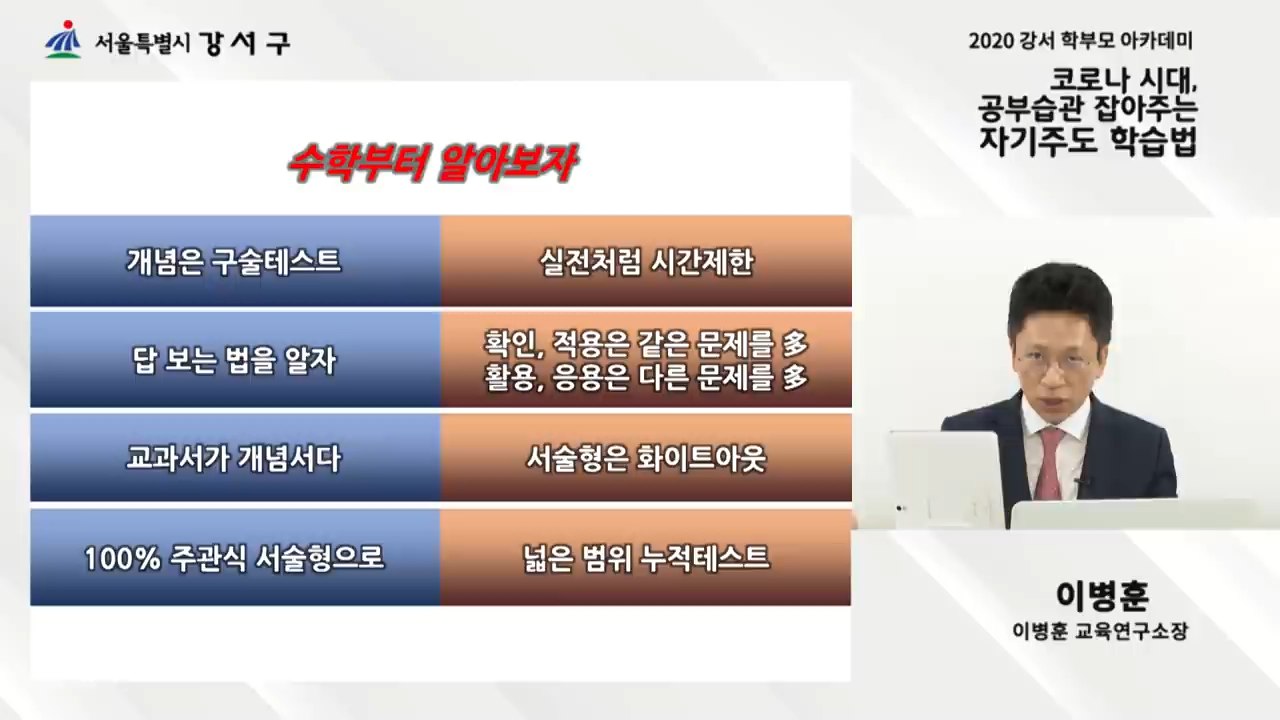 서울특별시 강서구
2020 강서 학부모 아카데미
코로나 시대,
공부습관 잡아주는
자기주도 학습법
수학부터 알아보자
개념은 구술테스트
실전처럼 시간제한
답 보는 법을 알자
확인, 적용은 같은 문제를 多
활용, 응용은 다른 문제를 多
교과서가 개념서다
서술형은 화이트아웃
100% 주관식 서술형으로
넓은 범위 누적테스트
이병훈
이병훈 교육연구소장